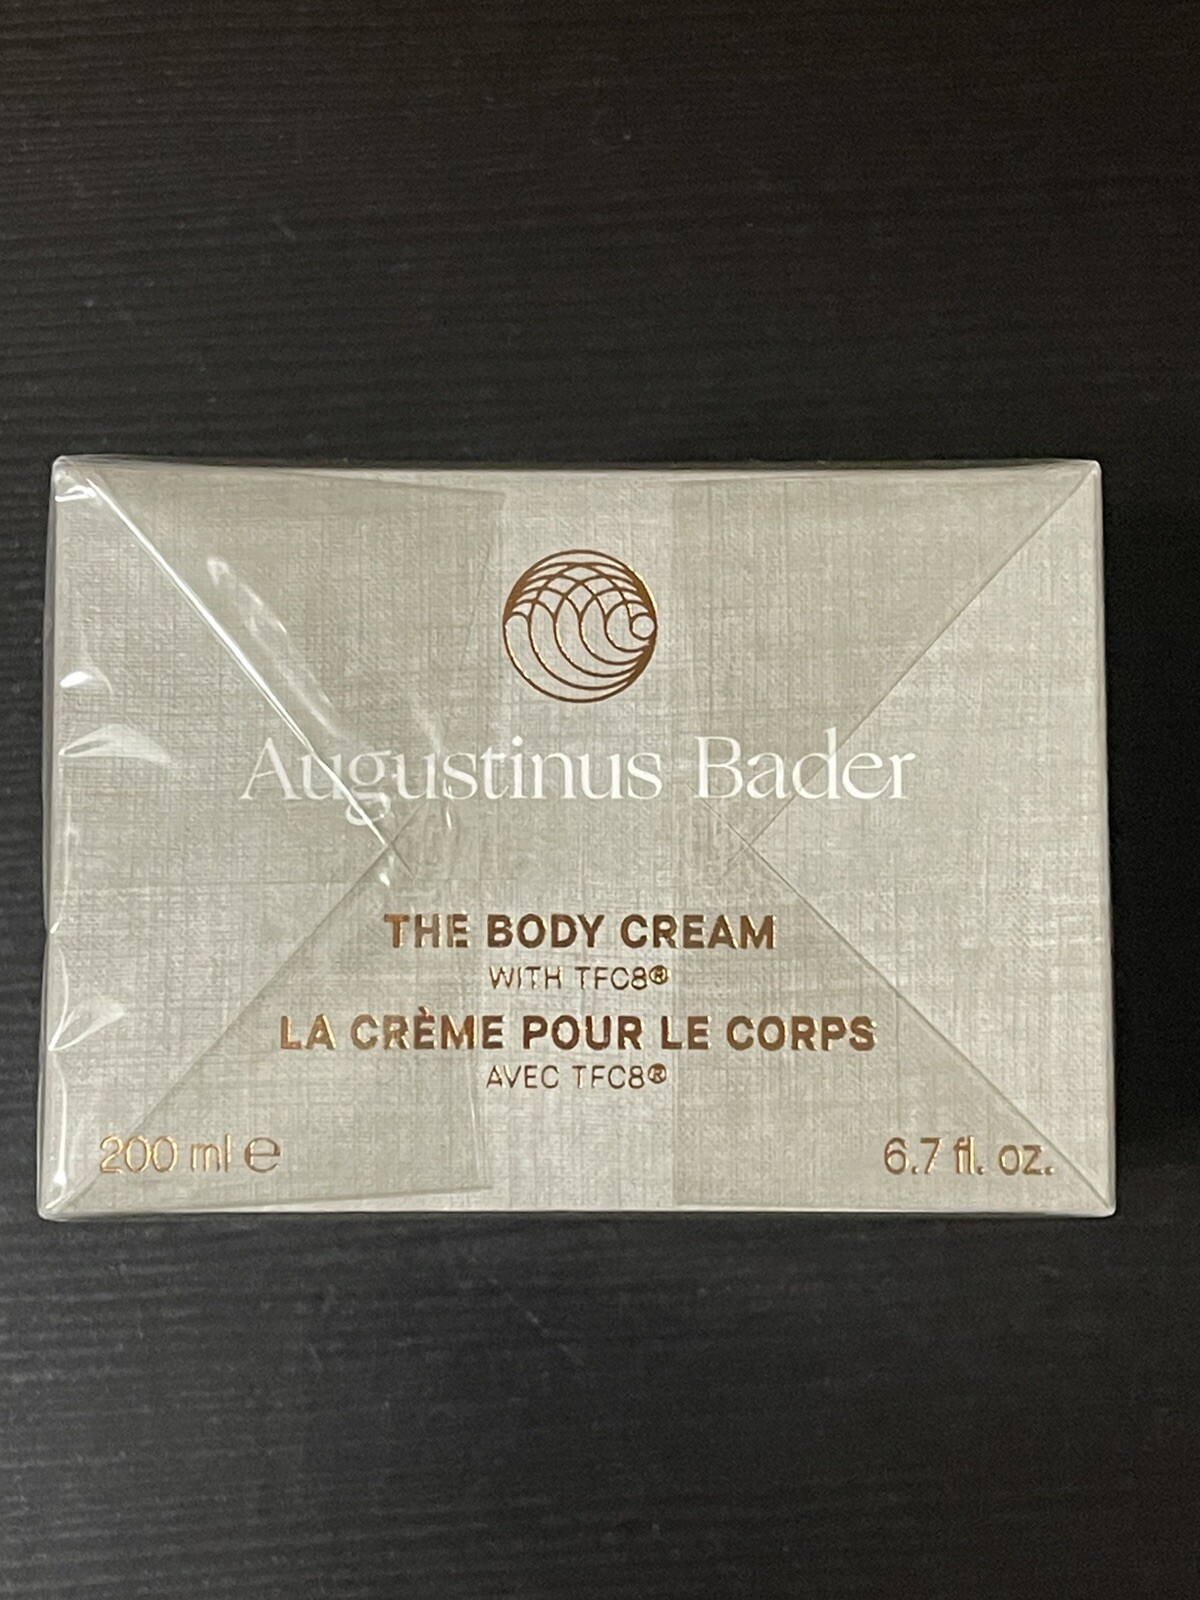 Augustinus Bader
THE BODY CREAM
WITH TFC8®
LA CRÈME POUR LE CORPS
AVEC TFC8®
200 ml ℮ 6.7 fl. oz.